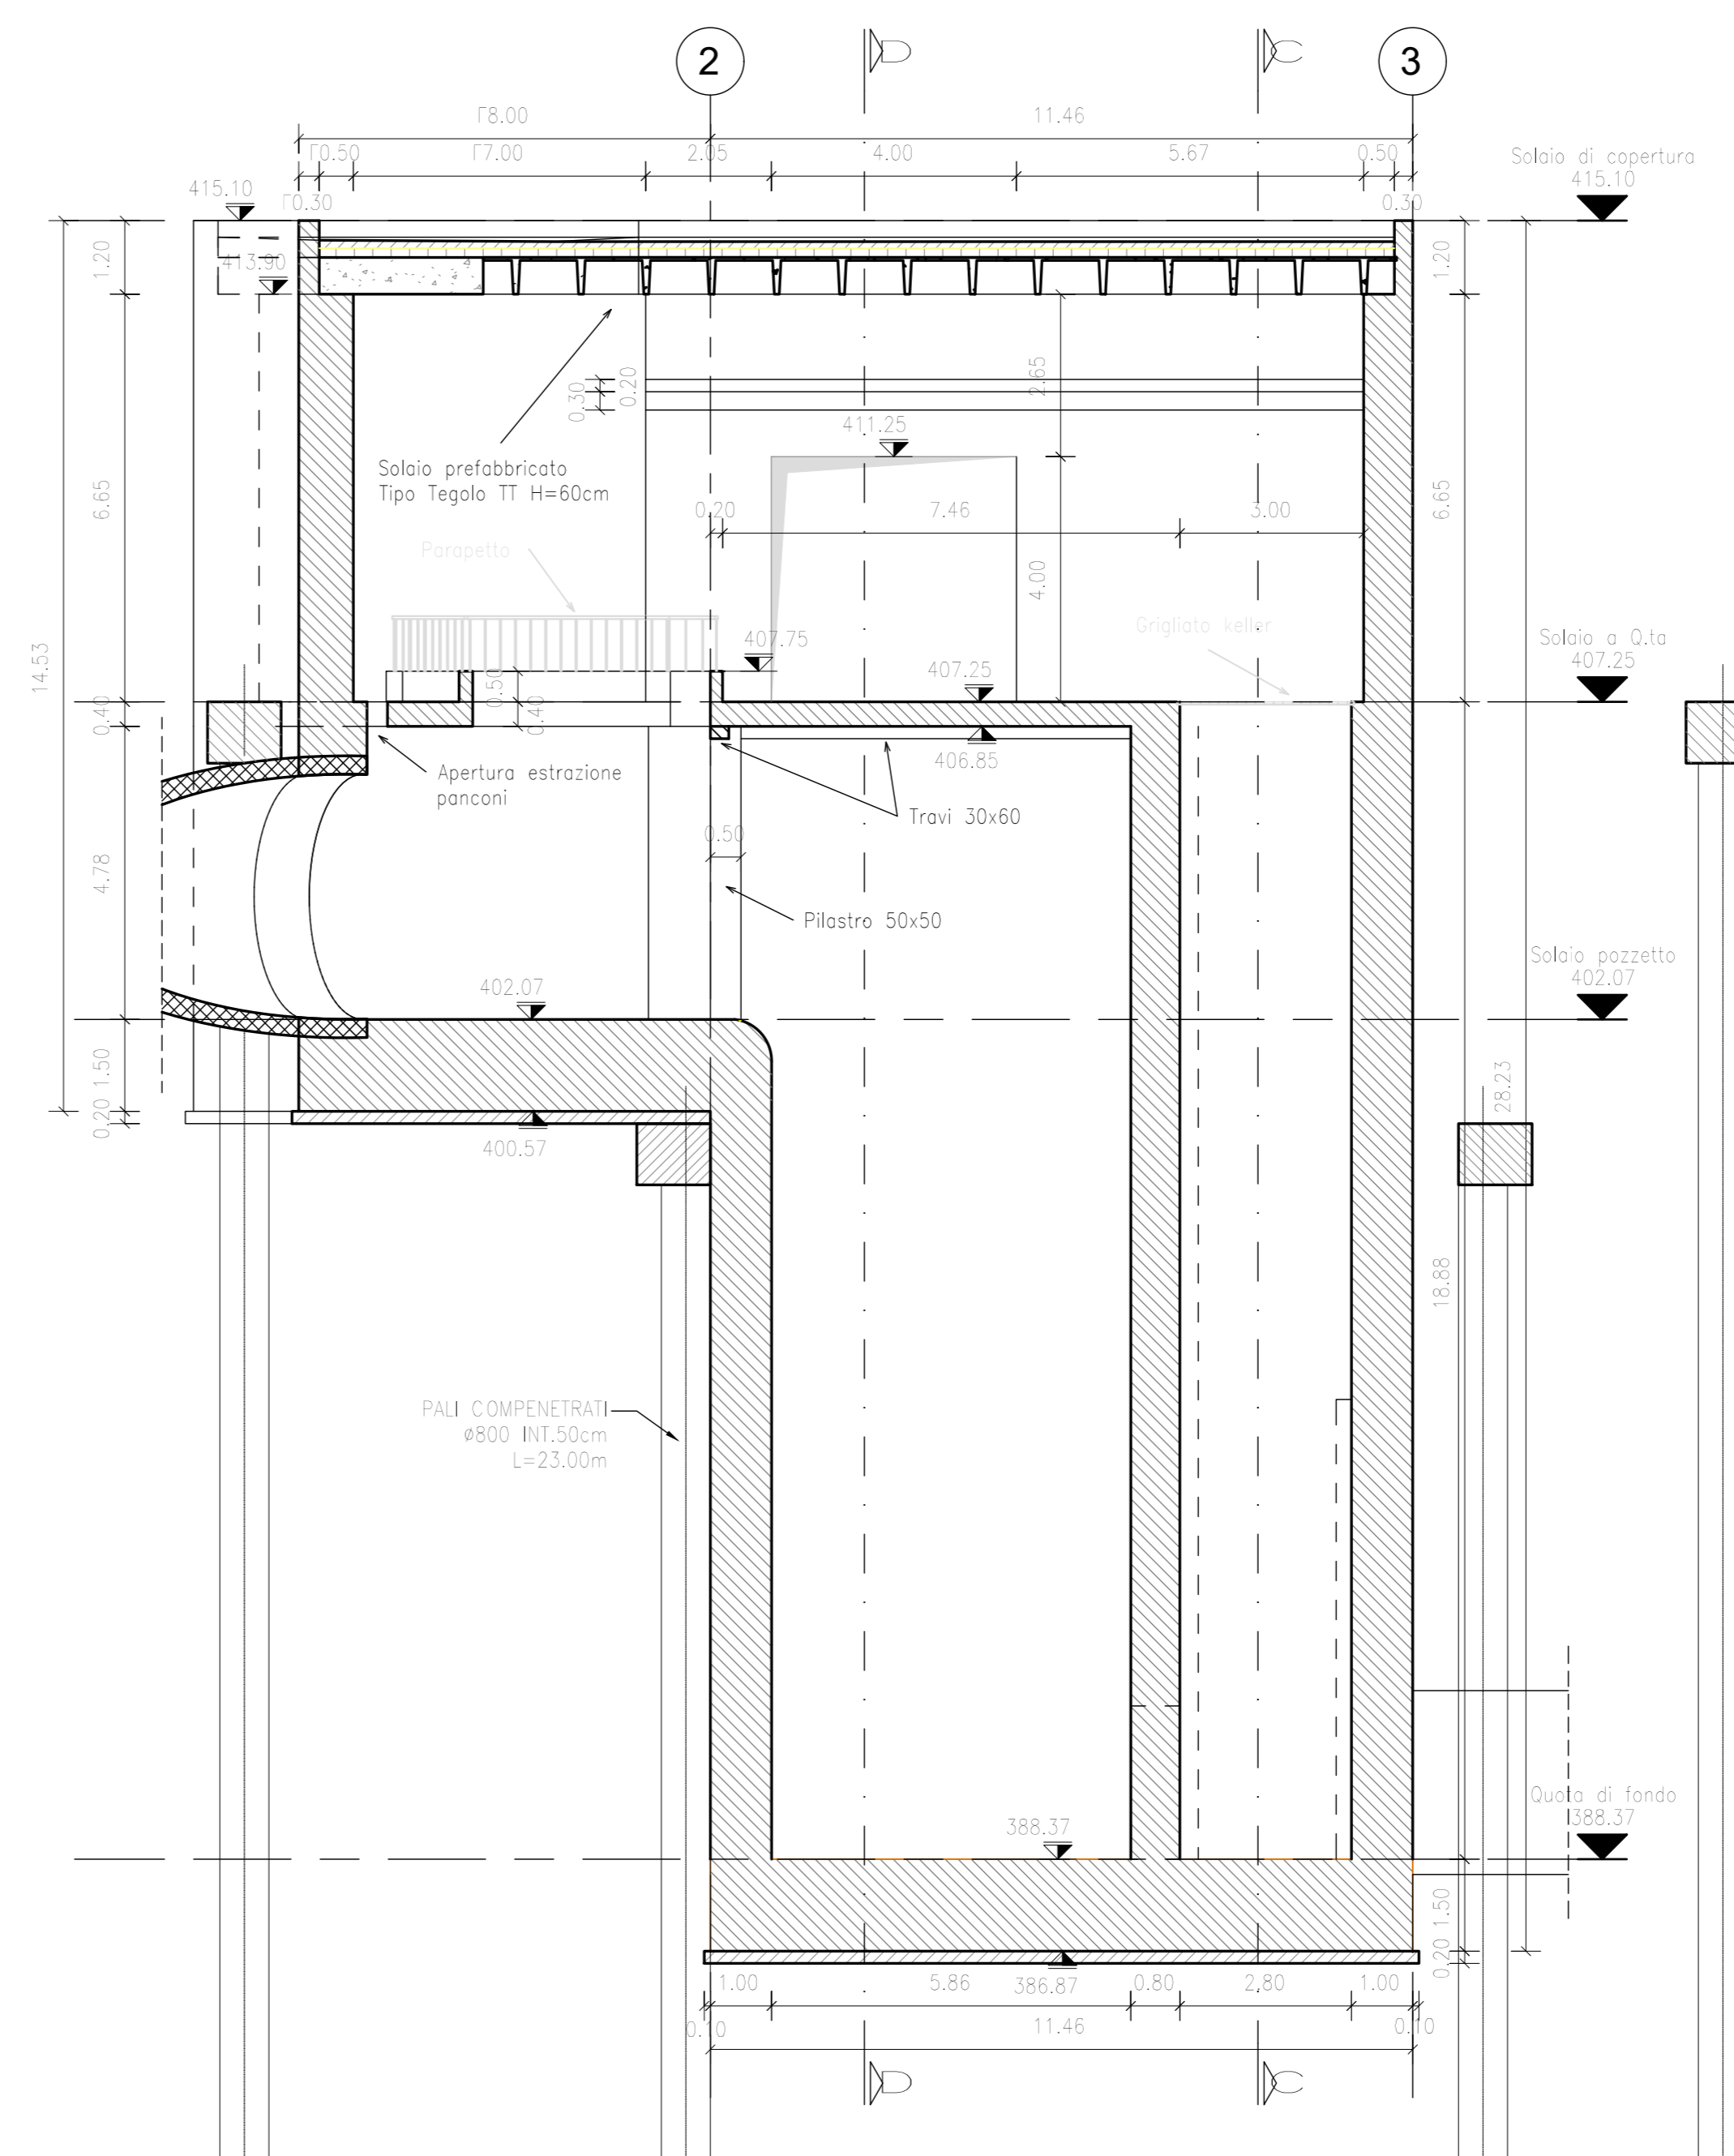 2
3
D
C
Γ8.00
11.46
Γ0.50
Γ7.00
2.05
4.00
5.67
0.50
Γ0.30
0.30
Solaio di copertura
415.10
415.10
413.90
1.20
1.20
2.65
0.30
0.20
411.25
Solaio prefabbricato
Tipo Tegolo TT H=60cm
6.65
6.65
0.20
7.46
3.00
Parapetto
4.00
Grigliato keller
Solaio a Q.ta
407.25
14.53
407.75
407.25
0.50
0.40
0.40
406.85
Apertura estrazione
panconi
Travi 30x60
0.50
4.78
Pilastro 50x50
Solaio pozzetto
402.07
402.07
1.50
0.20
400.57
28.23
18.88
PALI COMPENETRATI
ø800 INT.50cm
L=23.00m
Quota di fondo
388.37
388.37
1.50
0.20
1.00
5.86
386.87
0.80
2.80
1.00
0.10
11.46
0.10
D
C